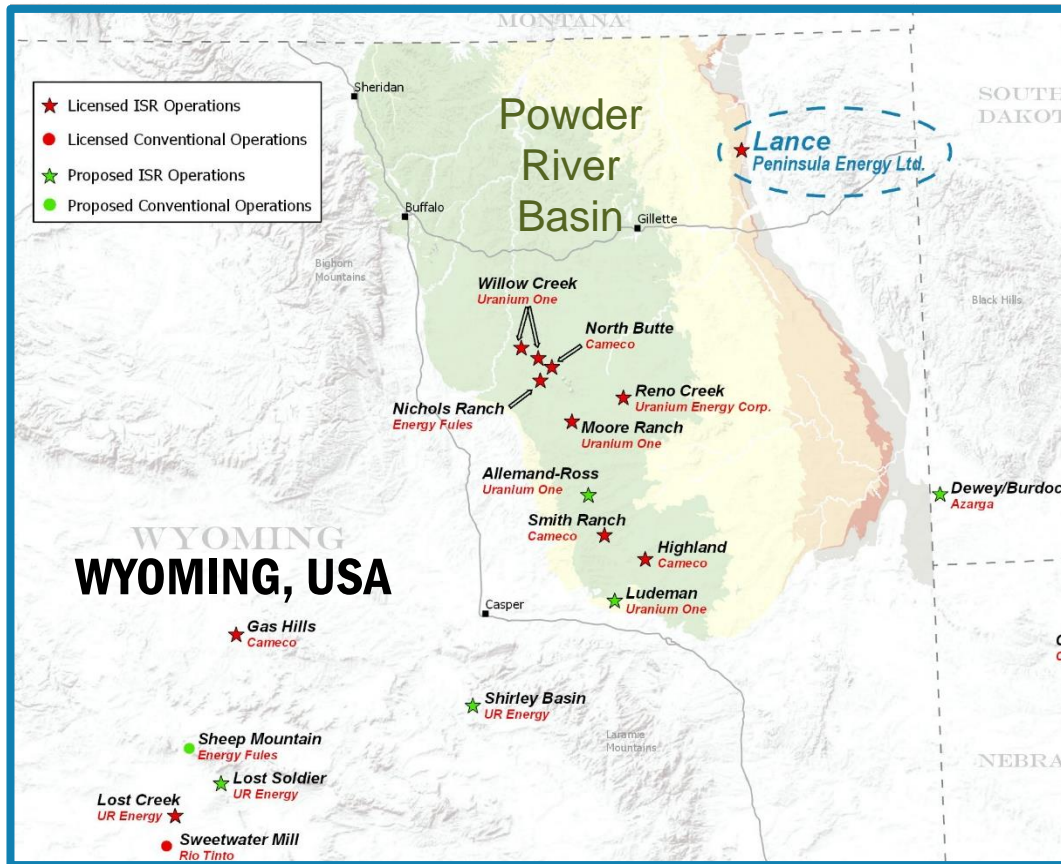 MONTANA
SOUTH
DAKOT
Licensed ISR Operations
Licensed Conventional Operations
Proposed ISR Operations
Proposed Conventional Operations
Sheridan
Powder
River
Basin
Lance
Peninsula Energy Ltd.
Buffalo
Gillette
Bighorn
Mountains
Black Hills
Willow Creek
Uranium One
North Butte
Cameco
Nichols Ranch
Energy Fules
Reno Creek
Uranium Energy Corp.
Moore Ranch
Uranium One
Allemand-Ross
Uranium One
Dewey/Burdoc
Azarga
Smith Ranch
Cameco
Highland
Cameco
WYOMING
WYOMING, USA
Ludeman
Uranium One
Casper
Gas Hills
Cameco
Shirley Basin
UR Energy
Laramie
Mountains
Sheep Mountain
Energy Fules
NEBRA
Lost Soldier
UR Energy
Lost Creek
UR Energy
Sweetwater Mill
Rio Tinto